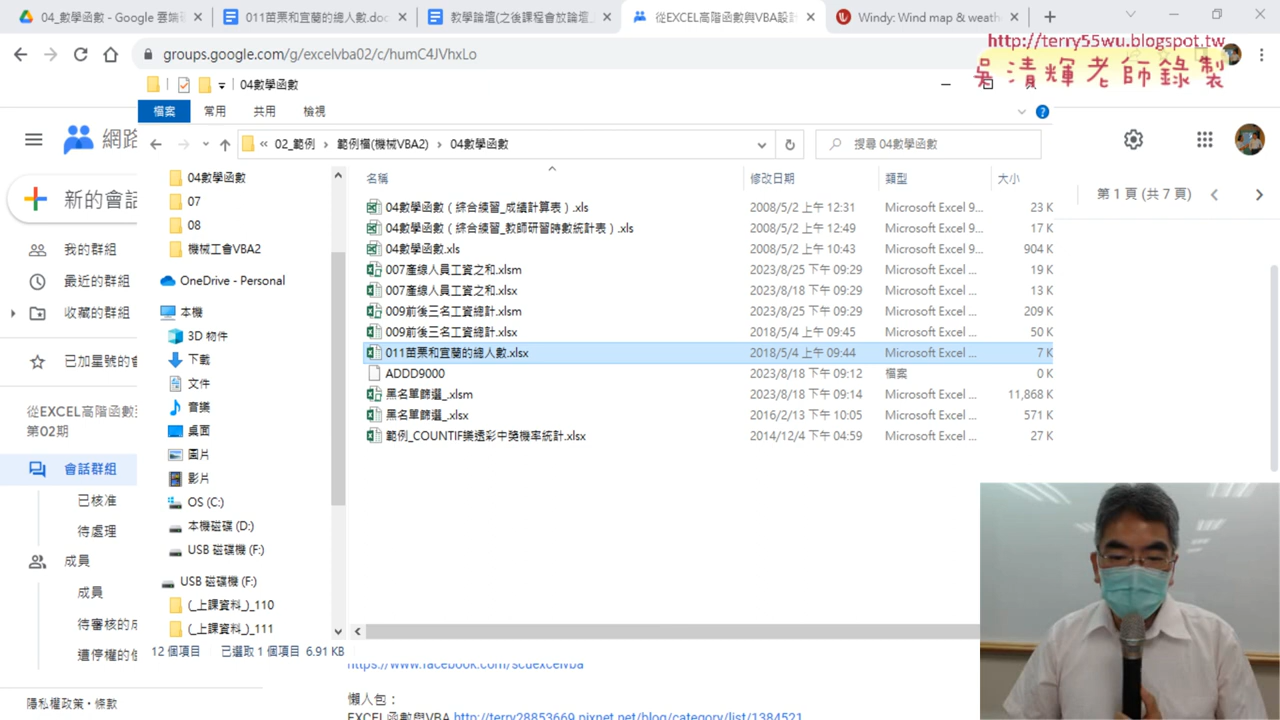 04_數學函數 - Google 雲端硬
011苗栗和宜蘭的總人數.doc
教學論壇(之後課程會放論壇上
從EXCEL高階函數與VBA設計
Windy: Wind map & weath
groups.google.com/g/excelvba02/c/humC4JVhxLo
http://terry55wu.blogspot.tw
吳清輝老師錄製
04數學函數
檔案 常用 共用 檢視
網路
02_範例 › 範例檔(機械VBA2) › 04數學函數
搜尋 04數學函數
新的會話
第 1 頁 (共 7 頁)
我的群組
最近的群組
收藏的群組
已加星號的會
從EXCEL高階函數
第02期
會話群組
已核准
待處理
成員
成員
待審核的成
遭停權的使
隱私權政策・條款
04數學函數
07
08
機械工會VBA2
OneDrive - Personal
本機
3D 物件
下載
文件
音樂
桌面
圖片
影片
OS (C:)
本機磁碟 (D:)
USB 磁碟機 (F:)
USB 磁碟機 (F:)
(_上課資料_)_110
(_上課資料_)_111
名稱 修改日期 類型 大小
04數學函數（綜合練習_成績計算表）.xls 2008/5/2 上午 12:31 Microsoft Excel 9... 23 K
04數學函數（綜合練習_教師研習時數統計表）.xls 2008/5/2 上午 12:49 Microsoft Excel 9... 17 K
04數學函數.xls 2008/5/2 上午 10:43 Microsoft Excel 9... 904 K
007產線人員工資之和.xlsm 2023/8/25 下午 09:29 Microsoft Excel ... 19 K
007產線人員工資之和.xlsx 2023/8/18 下午 09:29 Microsoft Excel ... 13 K
009前後三名工資總計.xlsm 2023/8/25 下午 09:29 Microsoft Excel ... 209 K
009前後三名工資總計.xlsx 2018/5/4 上午 09:45 Microsoft Excel ... 50 K
011苗栗和宜蘭的總人數.xlsx 2018/5/4 上午 09:44 Microsoft Excel ... 7 K
ADDD9000 2023/8/18 下午 09:12 檔案 0 K
黑名單篩選_.xlsm 2023/8/18 下午 09:14 Microsoft Excel ... 11,868 K
黑名單篩選_.xlsx 2016/2/13 下午 10:05 Microsoft Excel ... 571 K
範例_COUNTIF樂透彩中獎機率統計.xlsx 2014/12/4 下午 04:59 Microsoft Excel ... 27 K
12 個項目 已選取 1 個項目 6.91 KB
https://www.facebook.com/scuexcelvba
懶人包：
EXCEL函數與VBA http://terry28853669.pixnet.net/blog/category/list/1384521